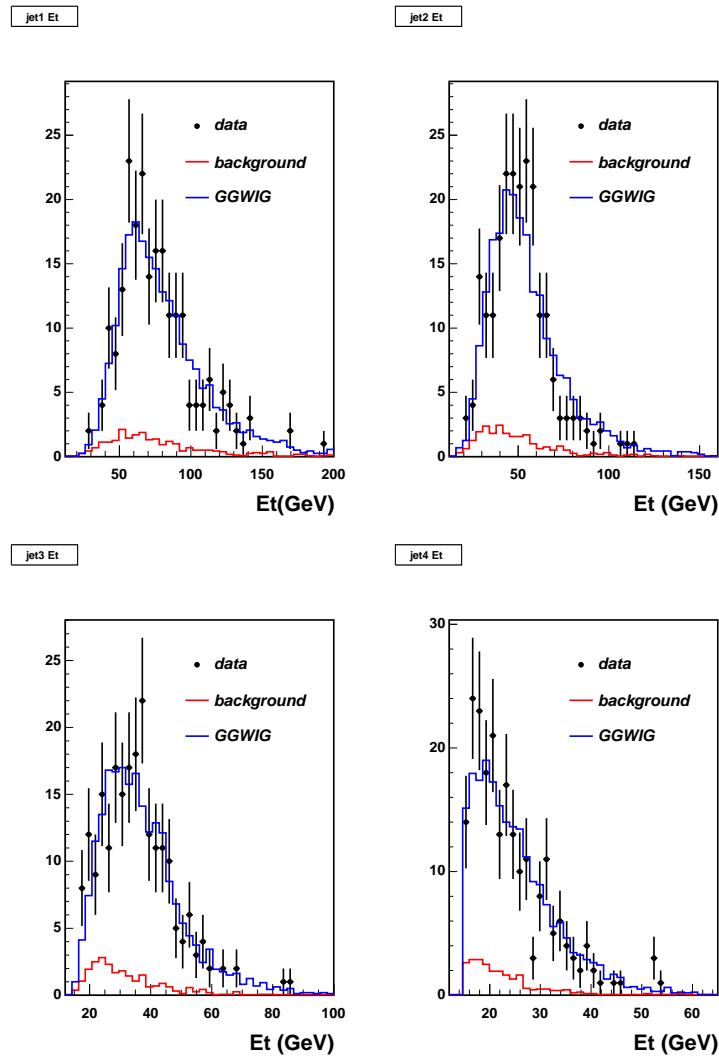 jet1 Et
jet2 Et
25
20
15
10
5
0
data
background
GGWIG
50
100
150
200
Et(GeV)
25
20
15
10
5
0
data
background
GGWIG
50
100
150
Et (GeV)
jet3 Et
jet4 Et
25
20
15
10
5
0
data
background
GGWIG
20
40
60
80
100
Et (GeV)
30
20
10
0
data
background
GGWIG
20
30
40
50
60
Et (GeV)